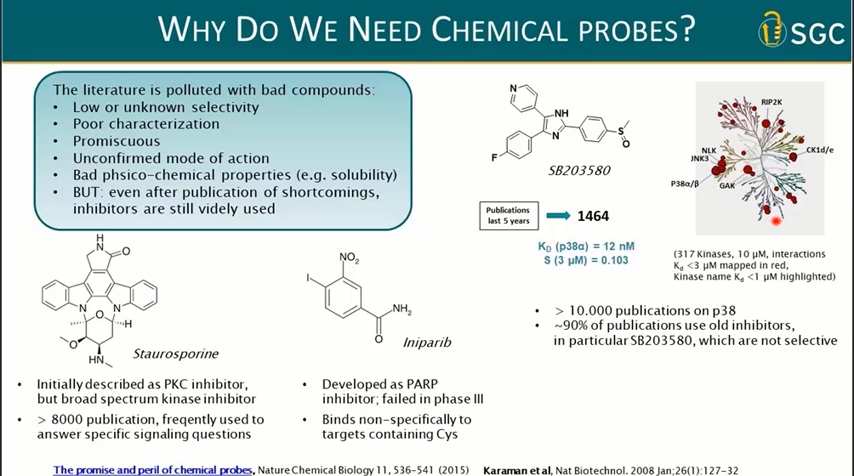 WHY DO WE NEED CHEMICAL PROBES?
SGC
The literature is polluted with bad compounds:
• Low or unknown selectivity
• Poor characterization
• Promiscuous
• Unconfirmed mode of action
• Bad phsico-chemical properties (e.g. solubility)
• BUT: even after publication of shortcomings,
inhibitors are still videly used
N
NH
N
F
S
O
SB203580
Publications
last 5 years
1464
K_D (p38α) = 12 nM
S (3 μM) = 0.103
RIP2K
CK1d/e
NLK
JNK3
P38α/β
GAK
(317 Kinases, 10 μM, interactions
K_d <3 μM mapped in red,
Kinase name K_d <1 μM highlighted)
• > 10.000 publications on p38
• ~90% of publications use old inhibitors,
in particular SB203580, which are not selective
H
N
O
N
N
O
H
O
HN
Staurosporine
• Initially described as PKC inhibitor,
but broad spectrum kinase inhibitor
• > 8000 publication, freqently used to
answer specific signaling questions
NO₂
I
NH₂
O
Iniparib
• Developed as PARP
inhibitor; failed in phase III
• Binds non-specifically to
targets containing Cys
The promise and peril of chemical probes, Nature Chemical Biology 11, 536–541 (2015)
Karaman et al, Nat Biotechnol. 2008 Jan;26(1):127-32